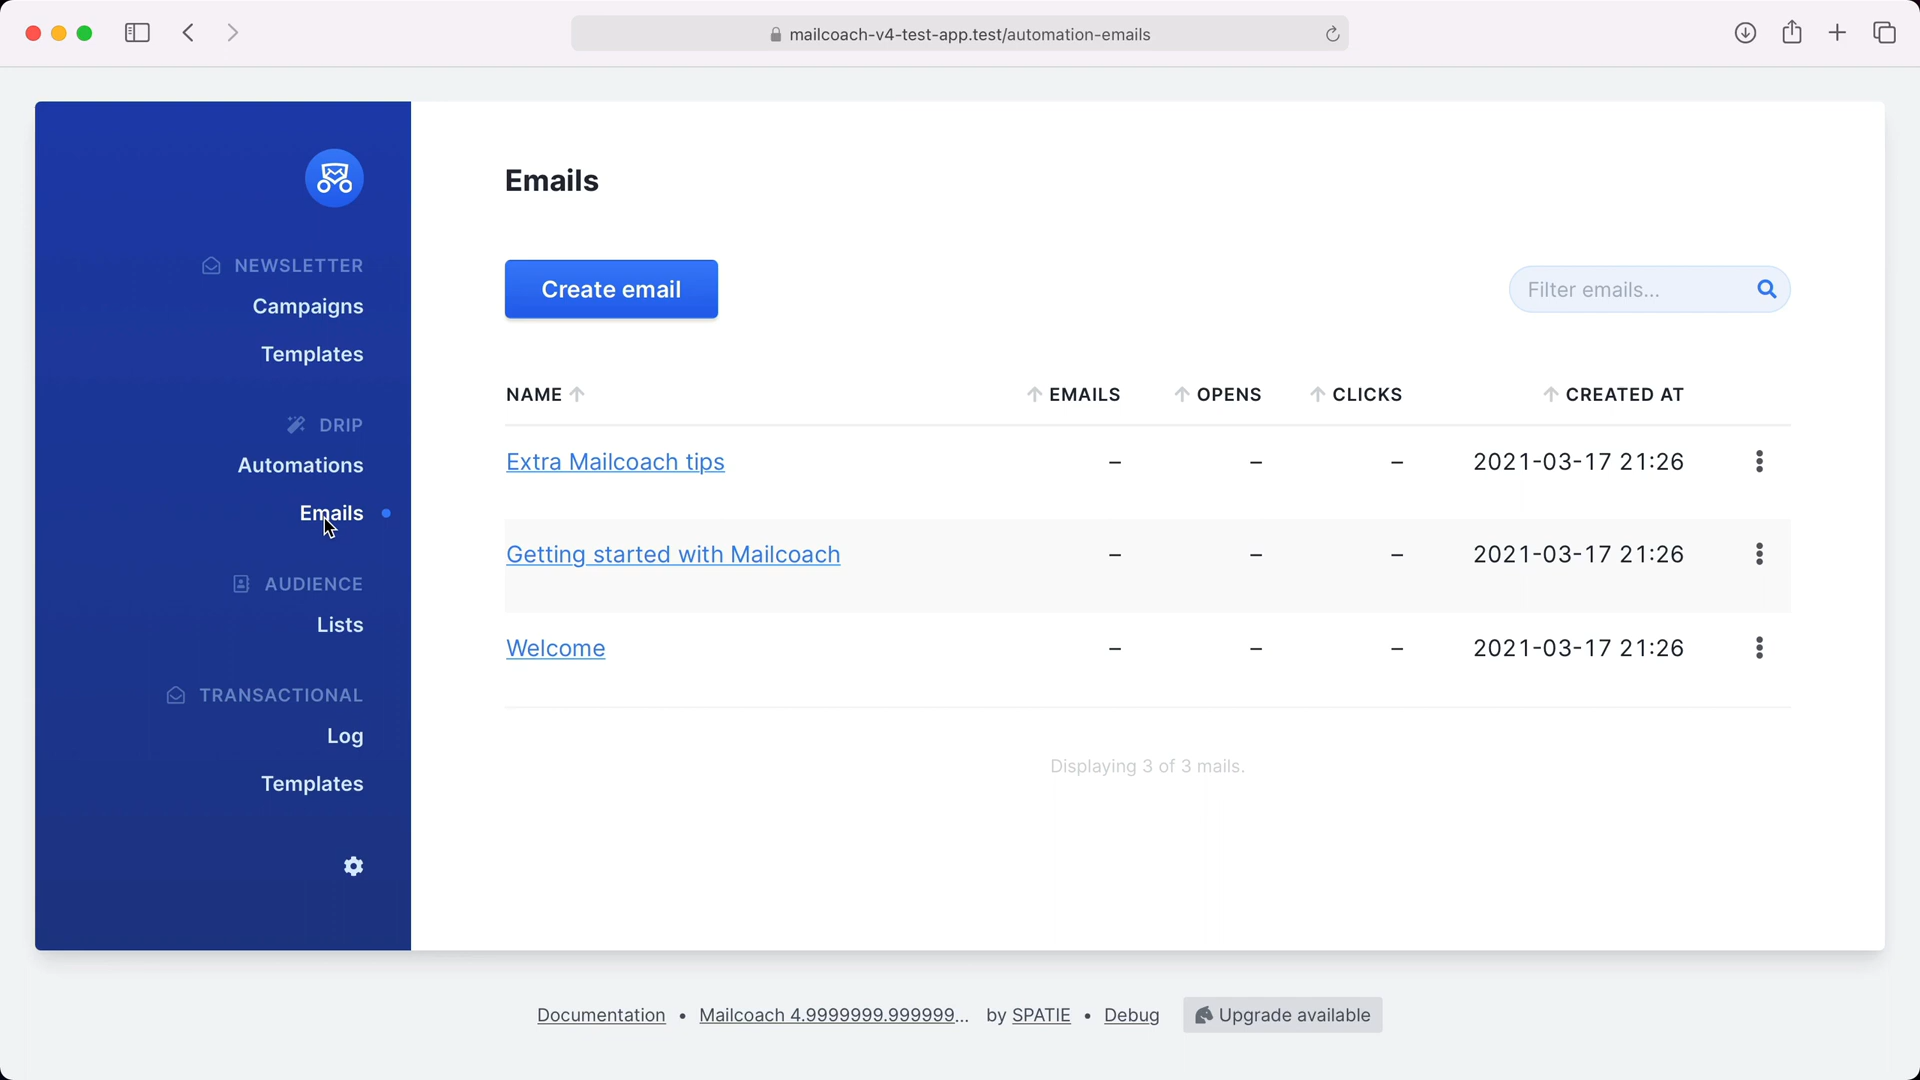 mailcoach-v4-test-app.test/automation-emails
NEWSLETTER
Campaigns
Templates
DRIP
Automations
Emails
AUDIENCE
Lists
TRANSACTIONAL
Log
Templates
Emails
Create email
Filter emails...
NAME EMAILS OPENS CLICKS CREATED AT
Extra Mailcoach tips – – – 2021-03-17 21:26
Getting started with Mailcoach – – – 2021-03-17 21:26
Welcome – – – 2021-03-17 21:26
Displaying 3 of 3 mails.
Documentation • Mailcoach 4.9999999.999999... by SPATIE • Debug Upgrade available